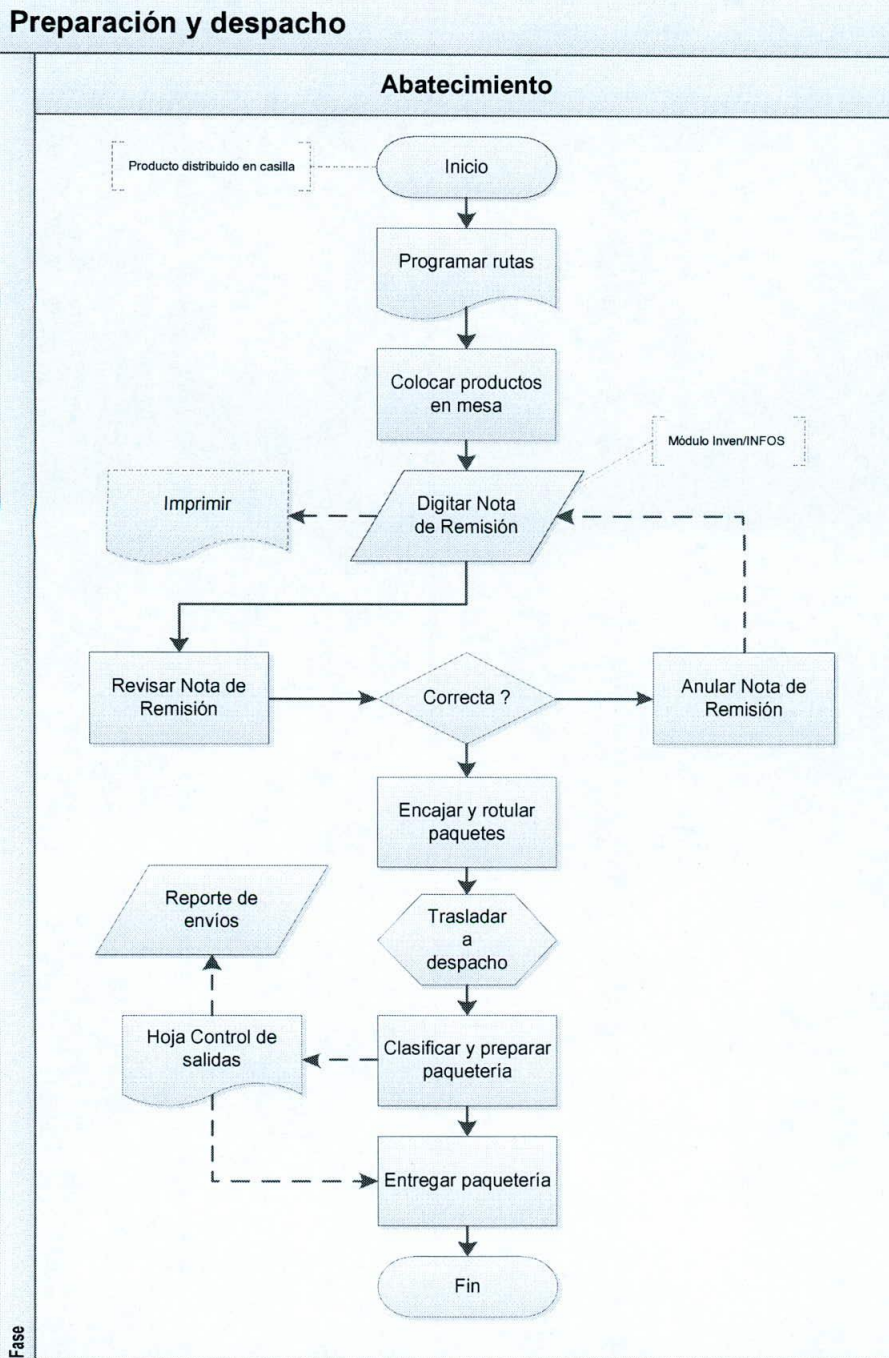 Preparación y despacho
Abatecimiento
Producto distribuido en casilla
Inicio
Programar rutas
Colocar productos
en mesa
Módulo Inven/INFOS
Imprimir
Digitar Nota
de Remisión
Revisar Nota de
Remisión
Correcta ?
Anular Nota de
Remisión
Encajar y rotular
paquetes
Reporte de
envíos
Trasladar
a
despacho
Hoja Control de
salidas
Clasificar y preparar
paquetería
Entregar paquetería
Fin
Fase